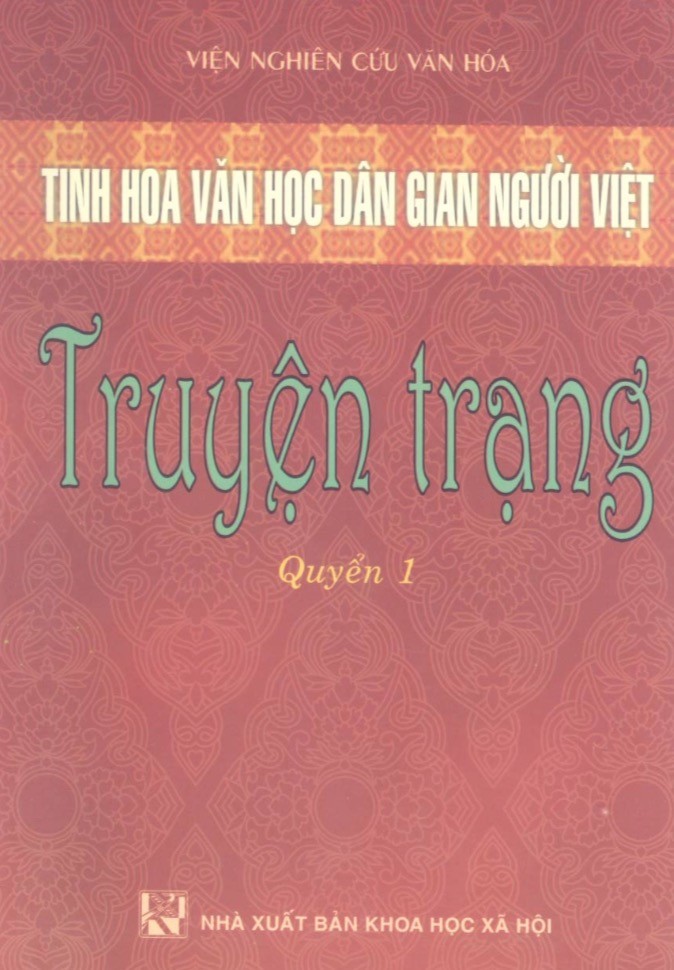 VIỆN NGHIÊN CỨU VĂN HÓA
TINH HOA VĂN HỌC DÂN GIAN NGƯỜI VIỆT
Truyện trạng
Quyển 1
NHÀ XUẤT BẢN KHOA HỌC XÃ HỘI